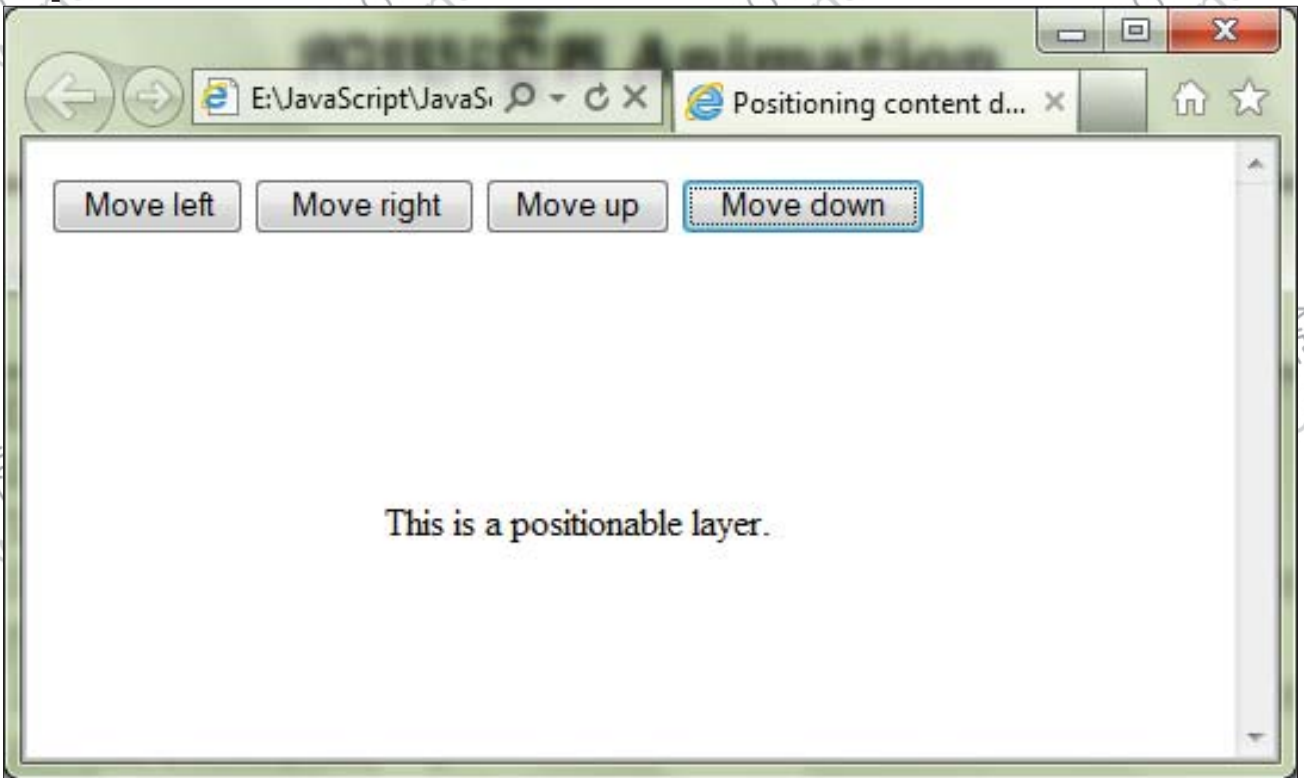 E:\JavaScript\JavaS
Positioning content d...
Move left Move right Move up Move down
This is a positionable layer.